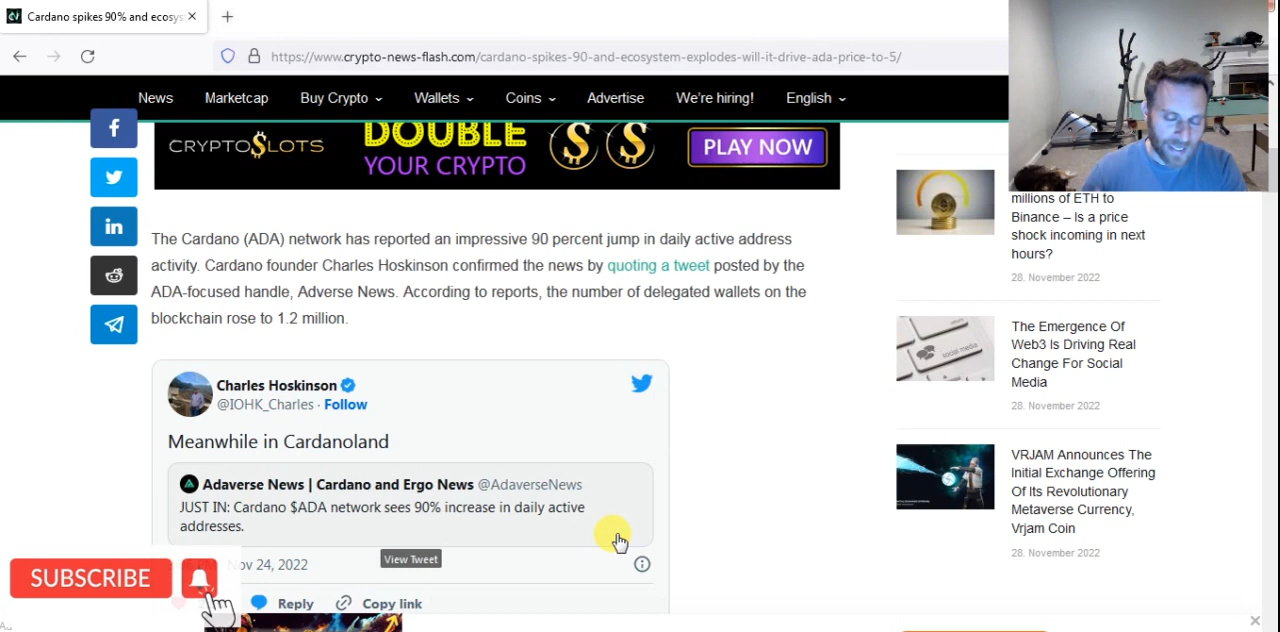 Cardano spikes 90% and ecosys
https://www.crypto-news-flash.com/cardano-spikes-90-and-ecosystem-explodes-will-it-drive-ada-price-to-5/
News
Marketcap
Buy Crypto
Wallets
Coins
Advertise
We're hiring!
English
CRYPTO$LOTS
DOUBLE
YOUR CRYPTO
PLAY NOW
The Cardano (ADA) network has reported an impressive 90 percent jump in daily active address
activity. Cardano founder Charles Hoskinson confirmed the news by quoting a tweet posted by the
ADA-focused handle, Adverse News. According to reports, the number of delegated wallets on the
blockchain rose to 1.2 million.
Charles Hoskinson
@IOHK_Charles · Follow
Meanwhile in Cardanoland
Adaverse News | Cardano and Ergo News @AdaverseNews
JUST IN: Cardano $ADA network sees 90% increase in daily active
addresses.
View Tweet
Nov 24, 2022
Reply
Copy link
SUBSCRIBE
millions of ETH to
Binance – Is a price
shock incoming in next
hours?
28. November 2022
The Emergence Of
Web3 Is Driving Real
Change For Social
Media
28. November 2022
social media
VRJAM Announces The
Initial Exchange Offering
Of Its Revolutionary
Metaverse Currency,
Vrjam Coin
28. November 2022